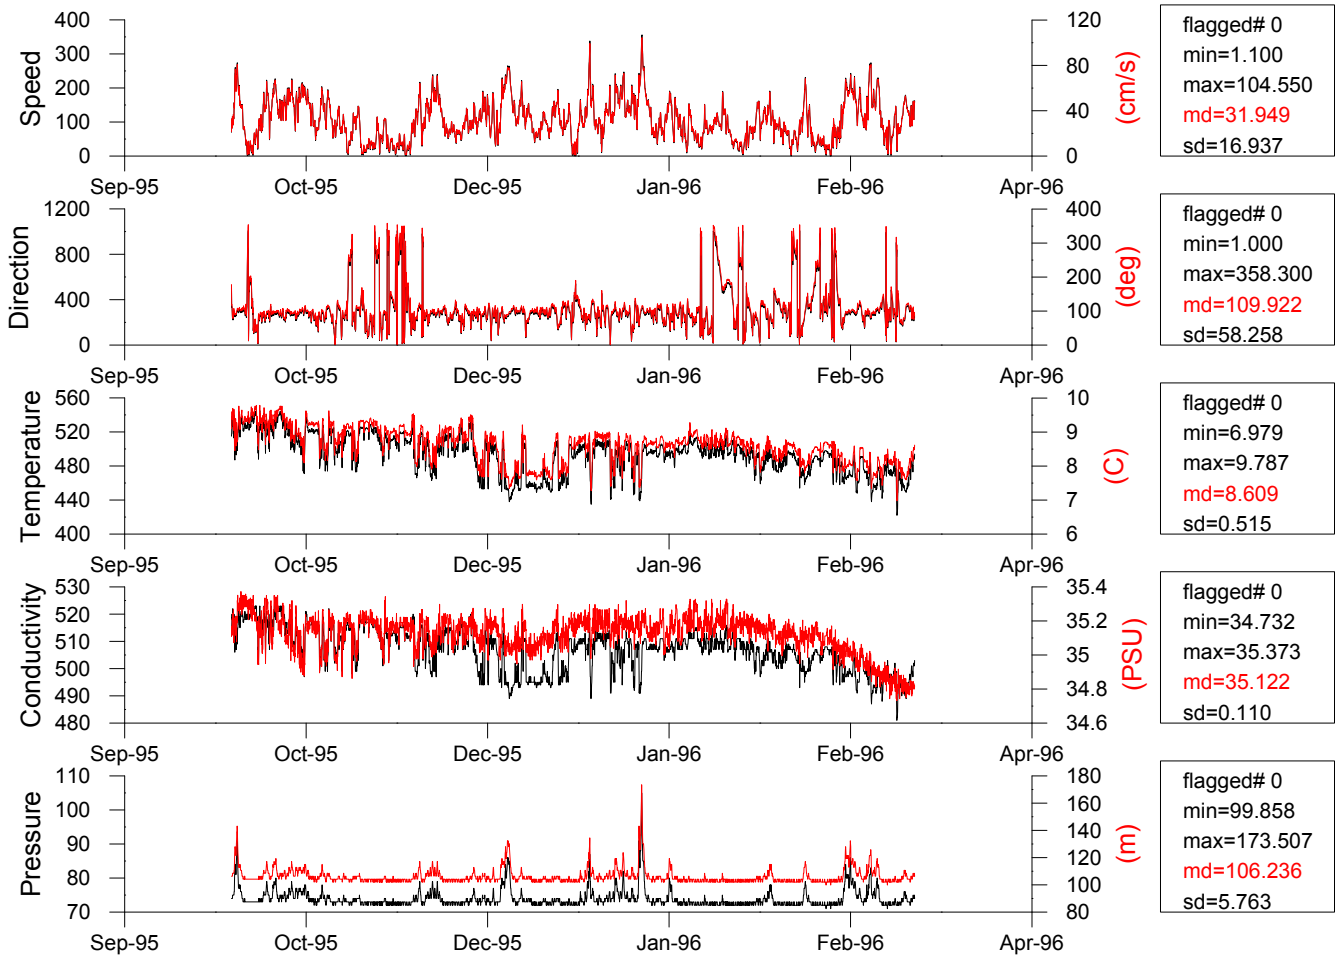 400
300
200
100
0
Speed
120
80
40
0
(cm/s)
Sep-95 Oct-95 Dec-95 Jan-96 Feb-96 Apr-96
flagged# 0
min=1.100
max=104.550
md=31.949
sd=16.937
1200
800
400
0
Direction
400
300
200
100
0
(deg)
Sep-95 Oct-95 Dec-95 Jan-96 Feb-96 Apr-96
flagged# 0
min=1.000
max=358.300
md=109.922
sd=58.258
560
520
480
440
400
Temperature
10
9
8
7
6
(C)
Sep-95 Oct-95 Dec-95 Jan-96 Feb-96 Apr-96
flagged# 0
min=6.979
max=9.787
md=8.609
sd=0.515
530
520
510
500
490
480
Conductivity
35.4
35.2
35
34.8
34.6
(PSU)
Sep-95 Oct-95 Dec-95 Jan-96 Feb-96 Apr-96
flagged# 0
min=34.732
max=35.373
md=35.122
sd=0.110
110
100
90
80
70
Pressure
180
160
140
120
100
80
(m)
Sep-95 Oct-95 Dec-95 Jan-96 Feb-96 Apr-96
flagged# 0
min=99.858
max=173.507
md=106.236
sd=5.763